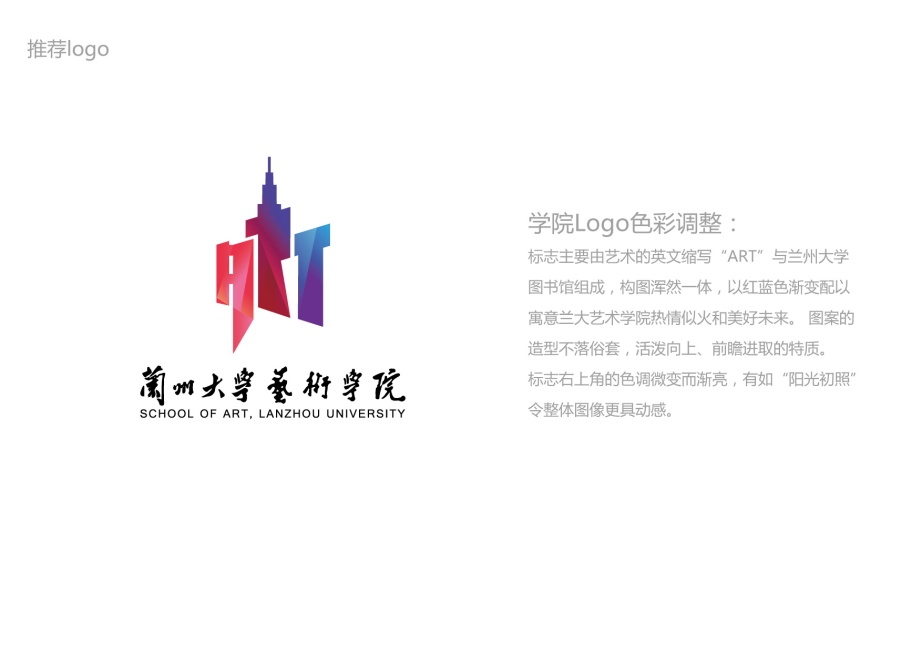 推荐logo
ART
蘭州大學藝術學院
SCHOOL OF ART, LANZHOU UNIVERSITY
学院Logo色彩调整：
标志主要由艺术的英文缩写“ART”与兰州大学
图书馆组成，构图浑然一体，以红蓝色渐变配以
寓意兰大艺术学院热情似火和美好未来。 图案的
造型不落俗套，活泼向上、前瞻进取的特质。
标志右上角的色调微变而渐亮，有如“阳光初照”
令整体图像更具动感。